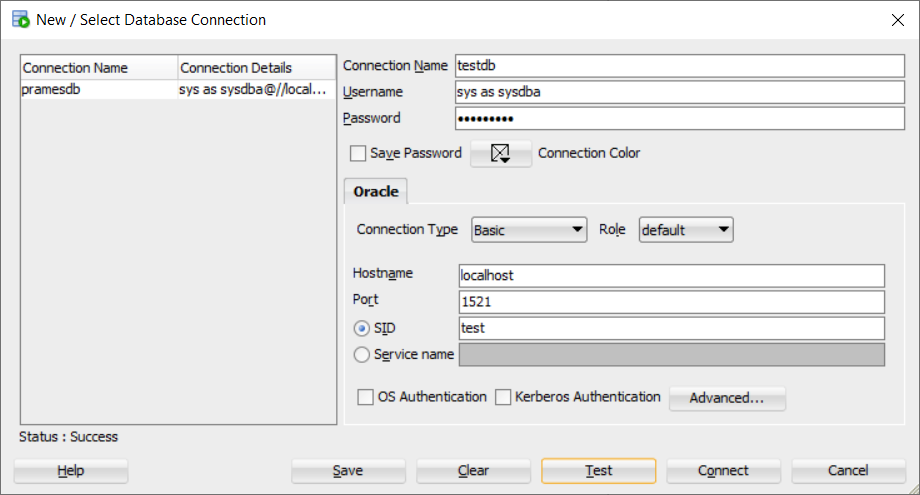 New / Select Database Connection
Connection Name Connection Details
pramesdb sys as sysdba@//local...
Connection Name testdb
Username sys as sysdba
Password •••••••••
Save Password Connection Color
Oracle
Connection Type Basic Role default
Hostname localhost
Port 1521
SID test
Service name
OS Authentication Kerberos Authentication Advanced...
Status : Success
Help Save Clear Test Connect Cancel